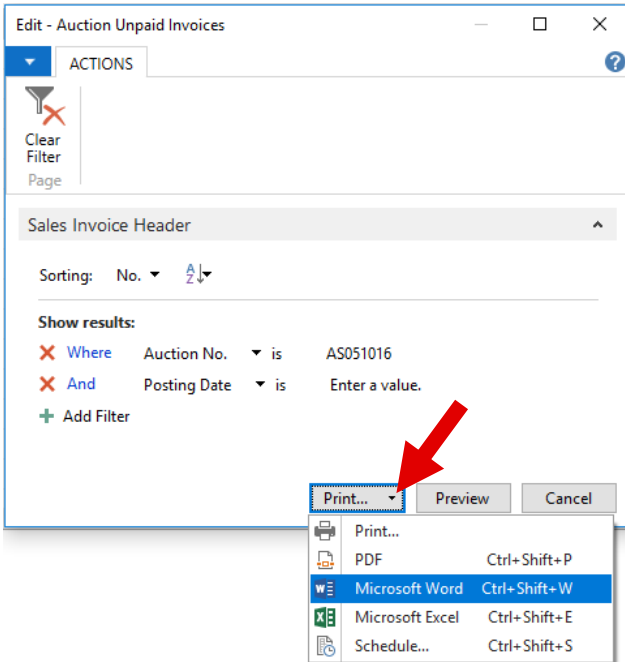 Edit - Auction Unpaid Invoices
ACTIONS
?
Clear
Filter
Page
Sales Invoice Header
Sorting: No. AZ
Show results:
Where Auction No. is AS051016
And Posting Date is Enter a value.
Add Filter
Print... Preview Cancel
Print...
PDF Ctrl+Shift+P
Microsoft Word Ctrl+Shift+W
Microsoft Excel Ctrl+Shift+E
Schedule... Ctrl+Shift+S